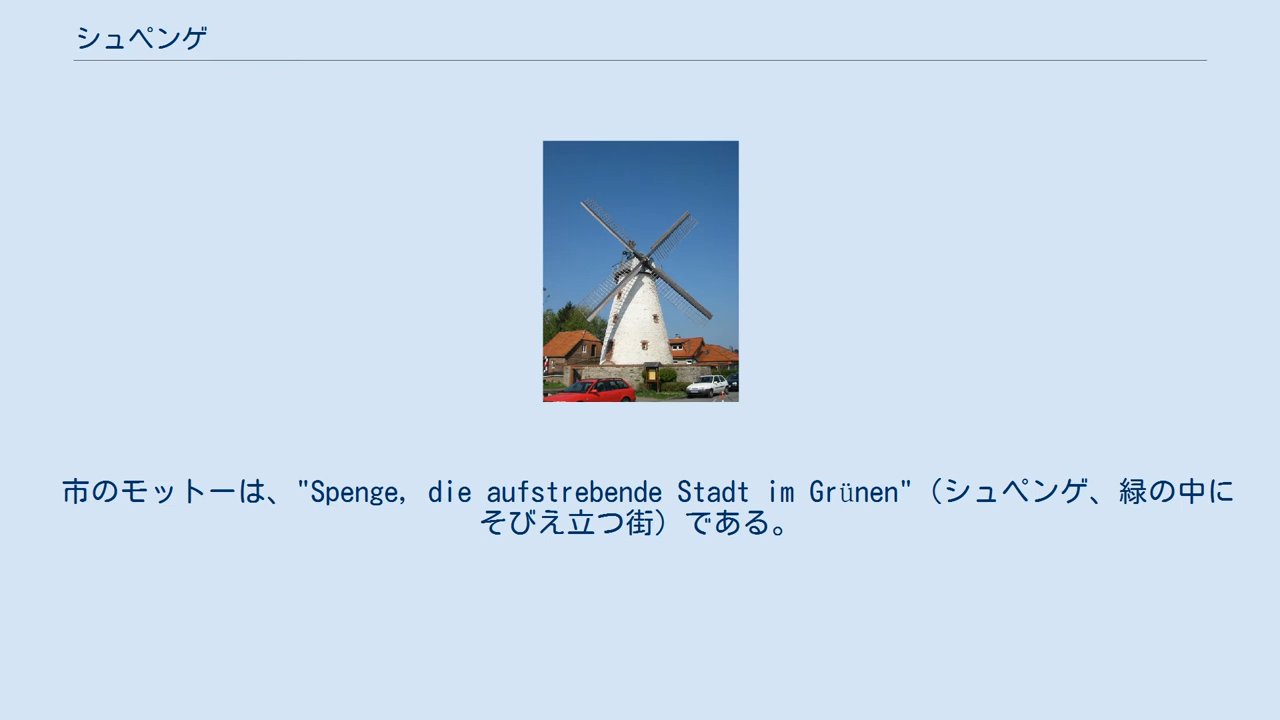 シュペンゲ
市のモットーは、"Spenge, die aufstrebende Stadt im Grünen"（シュペンゲ、緑の中に
そびえ立つ街）である。